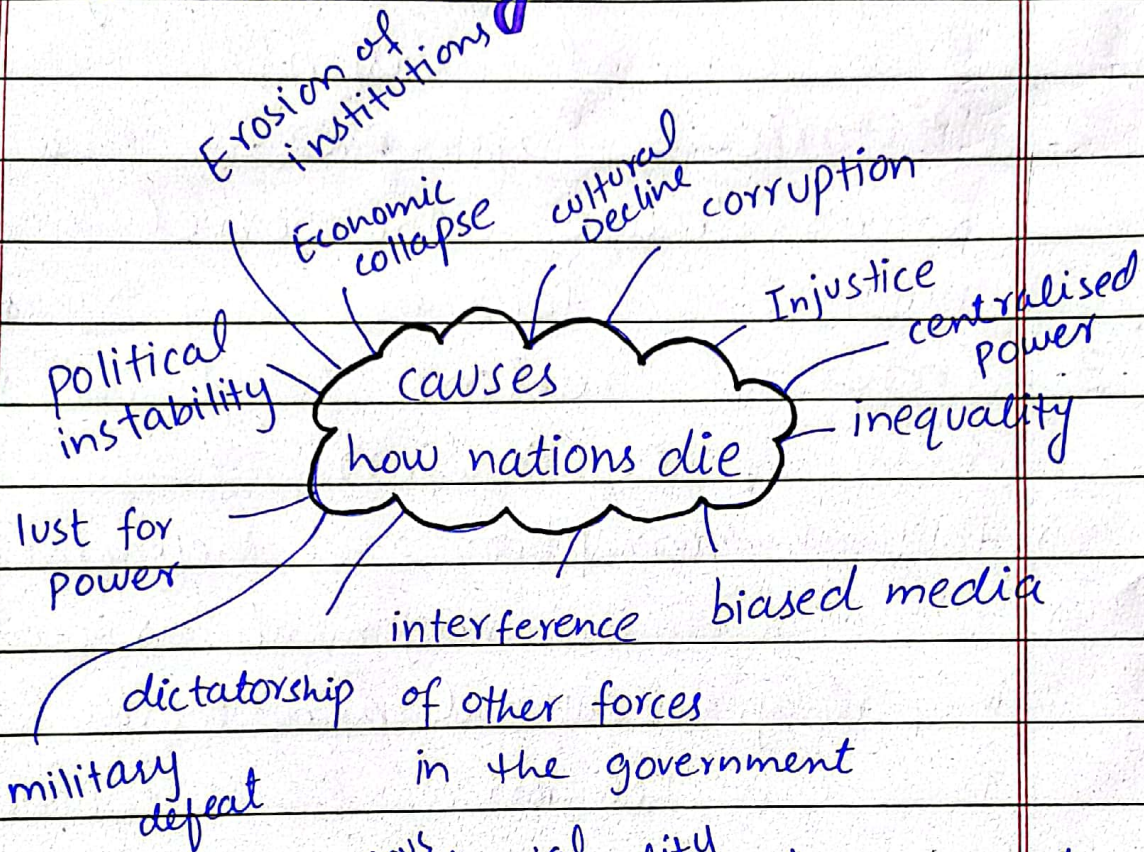 Erosion of
institutions
Economic
collapse
cultural
Decline
corruption
Injustice
centralised
power
inequality
political
instability
causes
how nations die
lust for
power
biased media
interference
of other forces
in the government
dictatorship
military
defeat